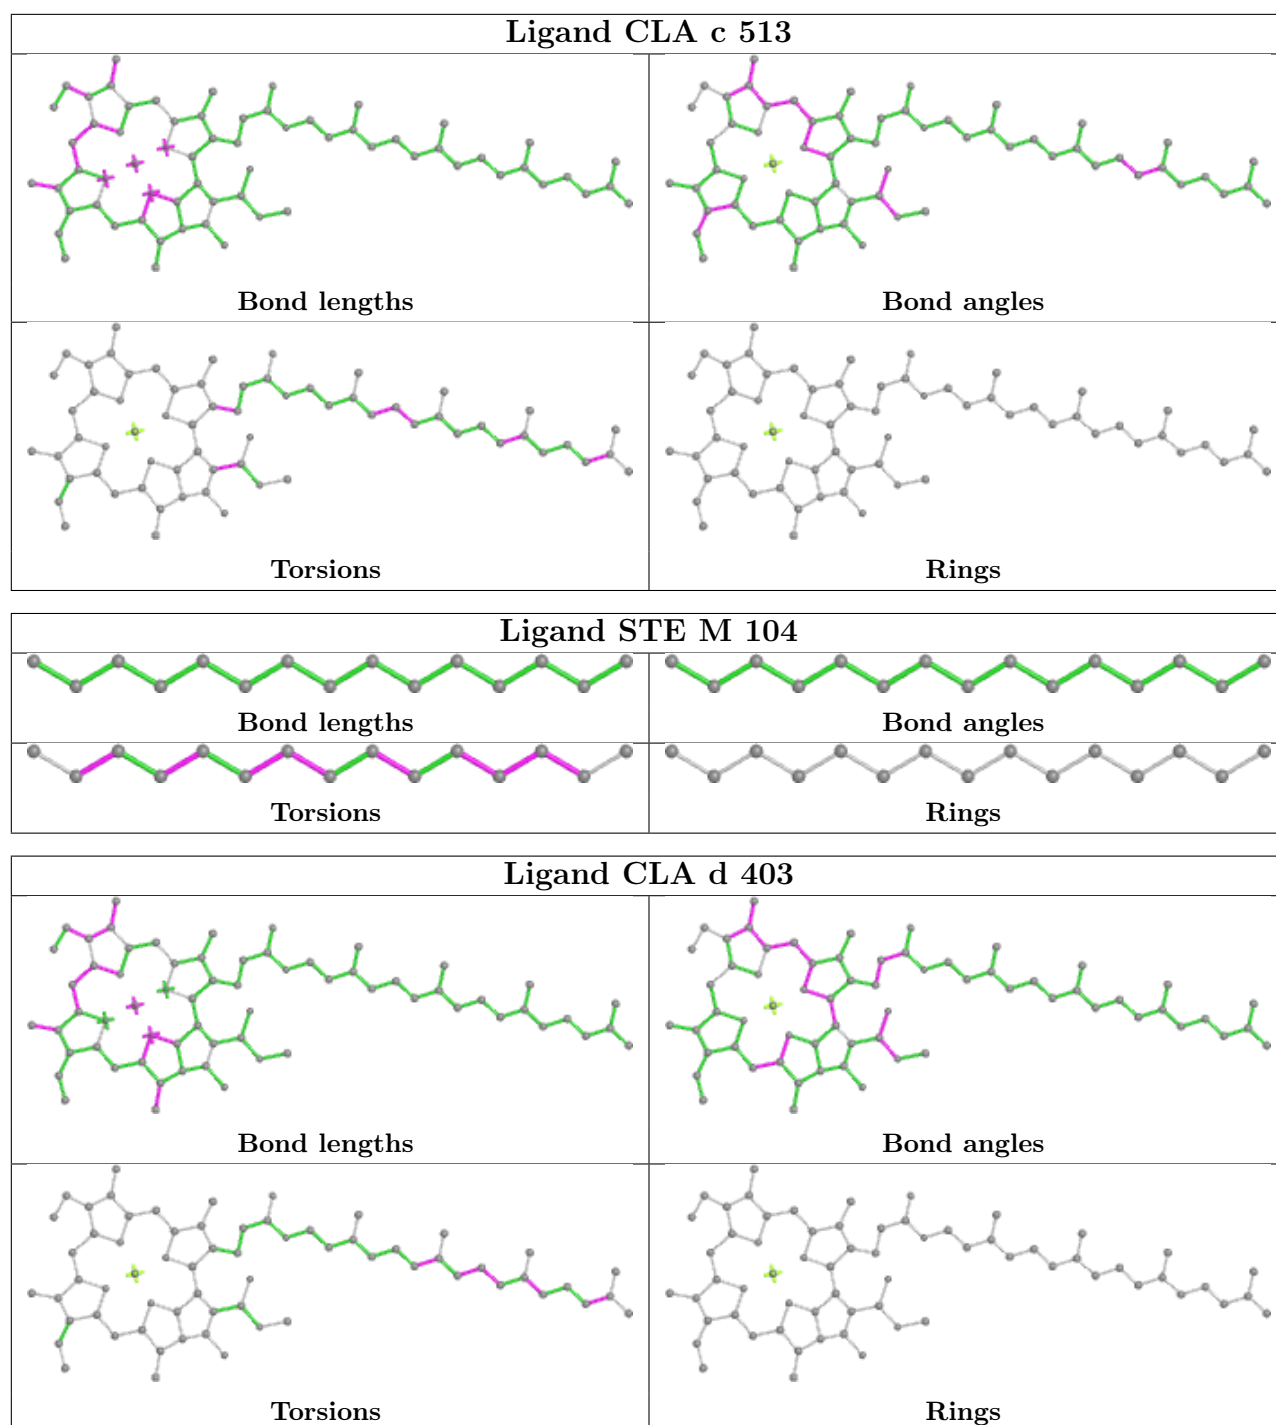 Ligand CLA c 513
Bond lengths
Bond angles
Torsions
Rings
Ligand STE M 104
Bond lengths
Bond angles
Torsions
Rings
Ligand CLA d 403
Bond lengths
Bond angles
Torsions
Rings